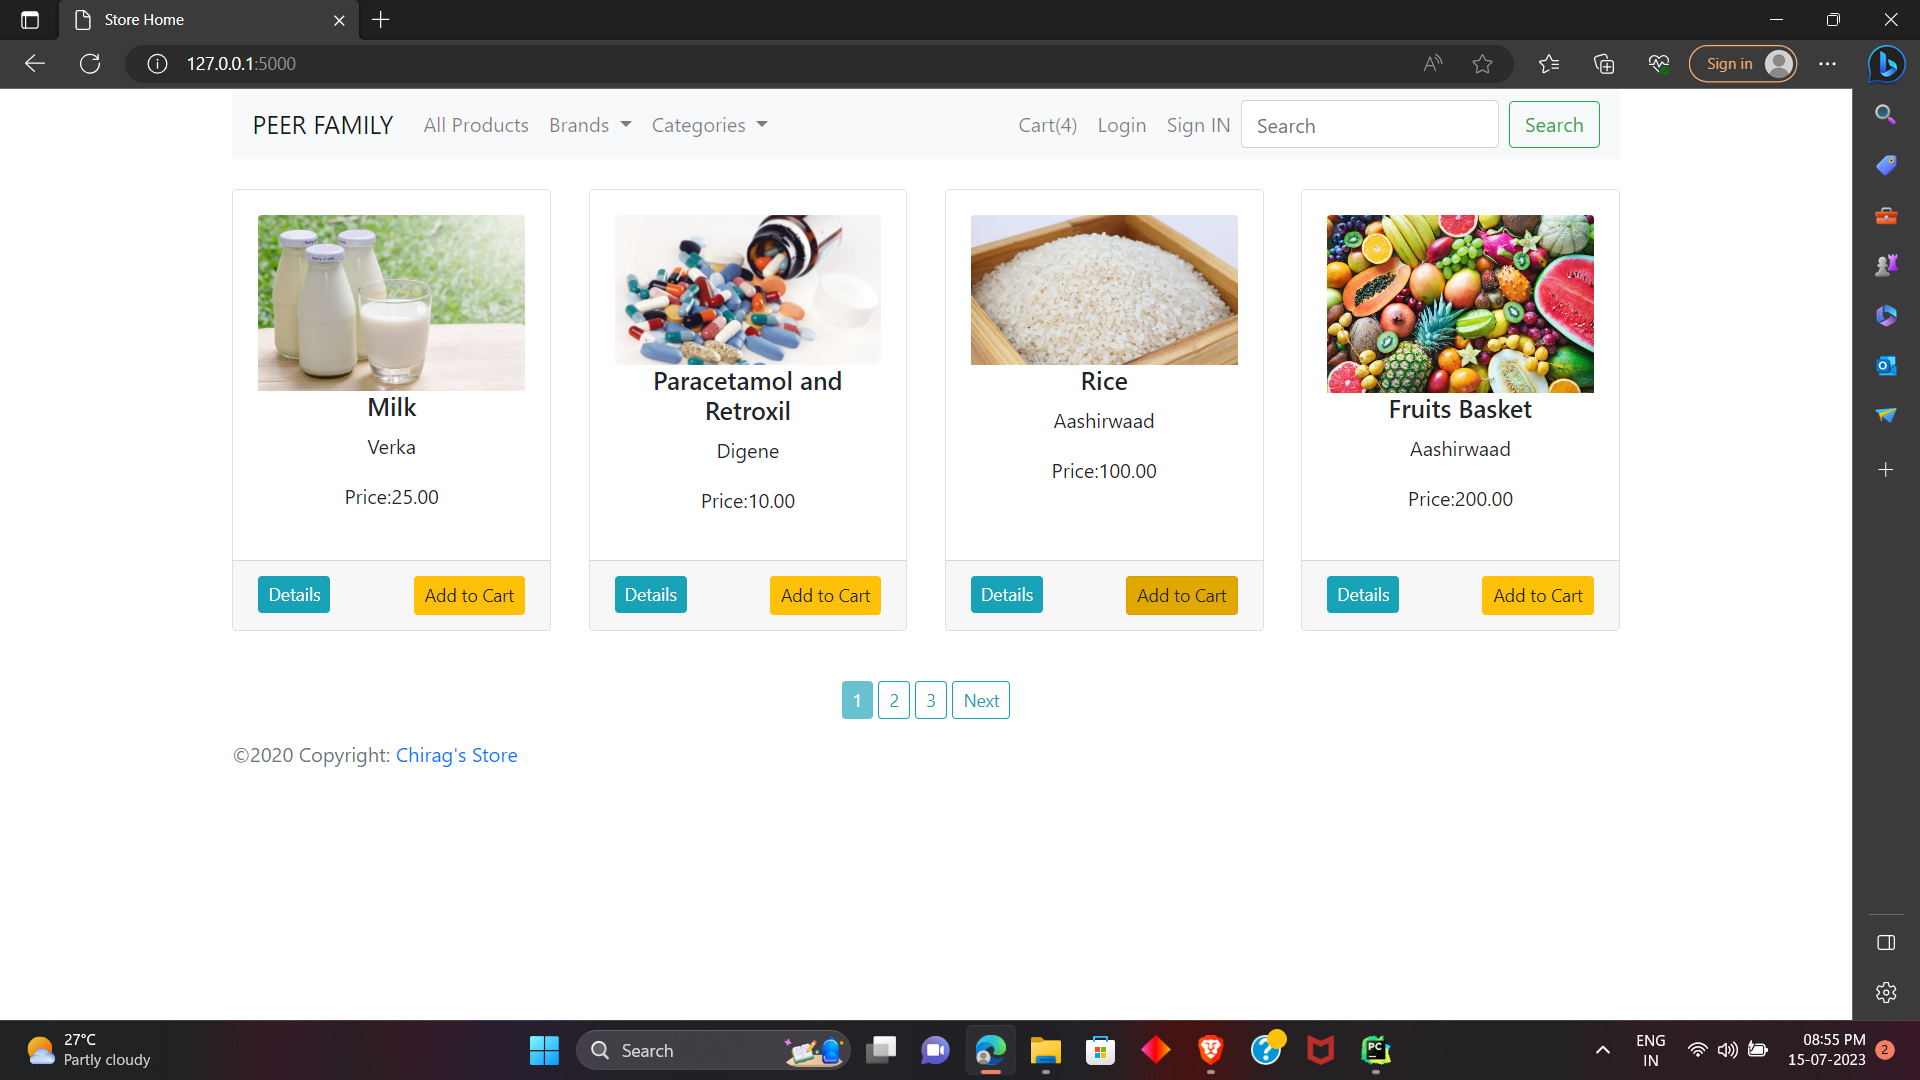 Store Home
127.0.0.1:5000
Sign in
PEER FAMILY All Products Brands Categories Cart(4) Login Sign IN Search Search
Milk
Verka
Price:25.00
Details Add to Cart
Paracetamol and
Retroxil
Digene
Price:10.00
Details Add to Cart
Rice
Aashirwaad
Price:100.00
Details Add to Cart
Fruits Basket
Aashirwaad
Price:200.00
Details Add to Cart
1 2 3 Next
©2020 Copyright: Chirag's Store
27°C
Partly cloudy
Search
PC
ENG
IN
08:55 PM
15-07-2023
2